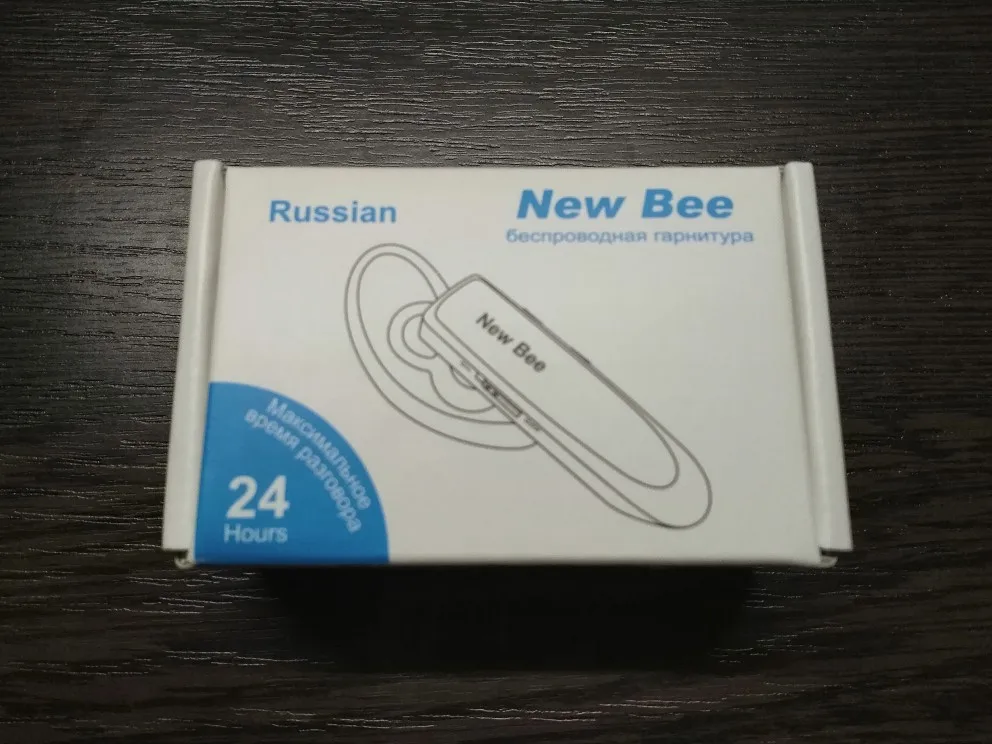 Russian
New Bee
беспроводная гарнитура
New Bee
Максимальное
время разговора
24
Hours